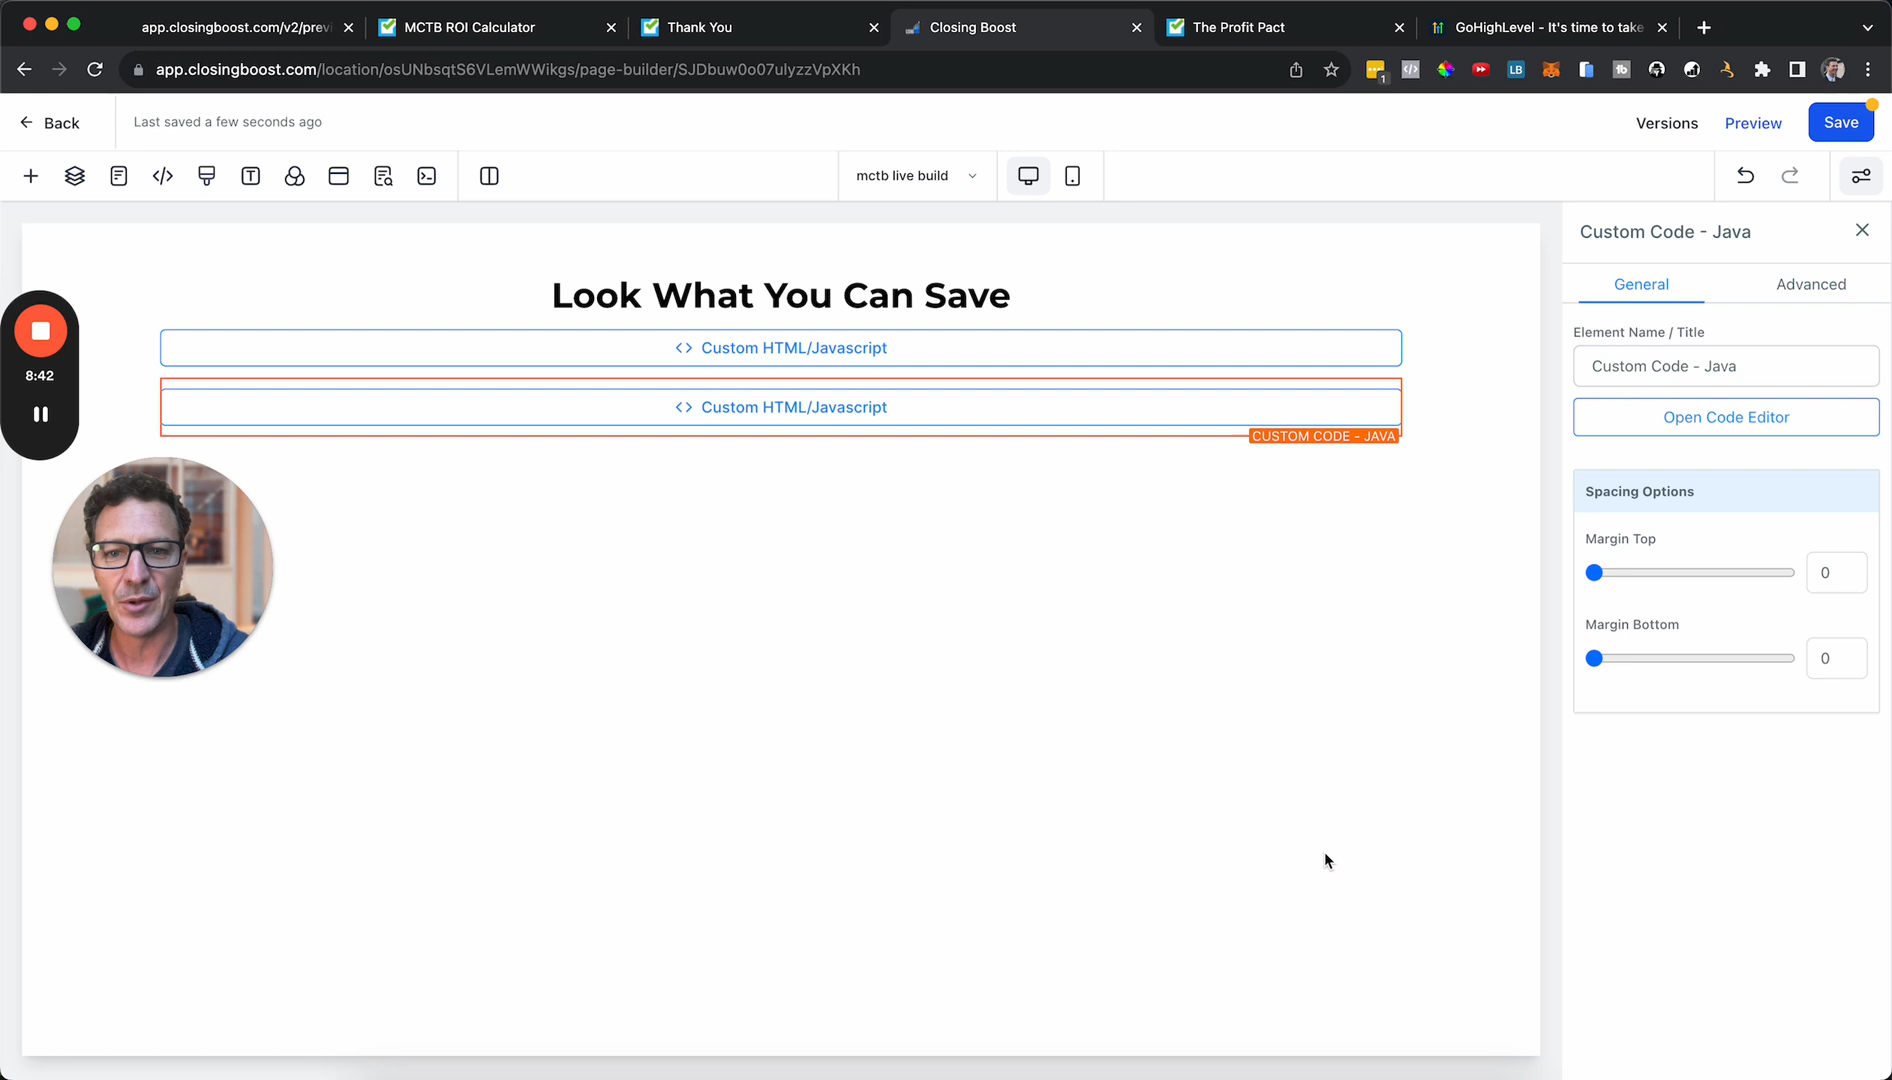 app.closingboost.com/v2/previ
MCTB ROI Calculator
Thank You
Closing Boost
The Profit Pact
GoHighLevel - It's time to take
app.closingboost.com/location/osUNbsqtS6VLemWWikgs/page-builder/SJDbuw0o07ulyzzVpXKh
LB
tb
1
Back
Last saved a few seconds ago
Versions
Preview
Save
mctb live build
Look What You Can Save
Custom HTML/Javascript
Custom HTML/Javascript
CUSTOM CODE - JAVA
8:42
Custom Code - Java
General
Advanced
Element Name / Title
Custom Code - Java
Open Code Editor
Spacing Options
Margin Top
0
Margin Bottom
0